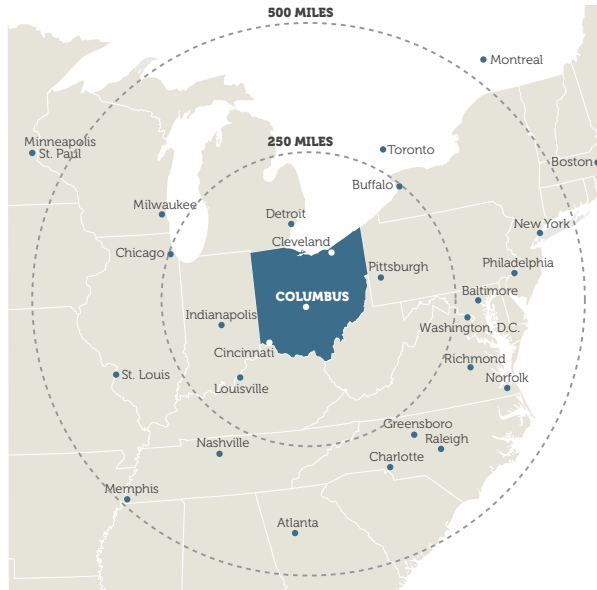 500 MILES
Montreal
Minneapolis
St. Paul
250 MILES
Toronto
Boston
Buffalo
Milwaukee
Detroit
New York
Cleveland
Chicago
Pittsburgh
Philadelphia
Baltimore
COLUMBUS
Indianapolis
Washington, D.C.
Cincinnati
Richmond
St. Louis
Norfolk
Louisville
Greensboro
Raleigh
Nashville
Charlotte
Memphis
Atlanta